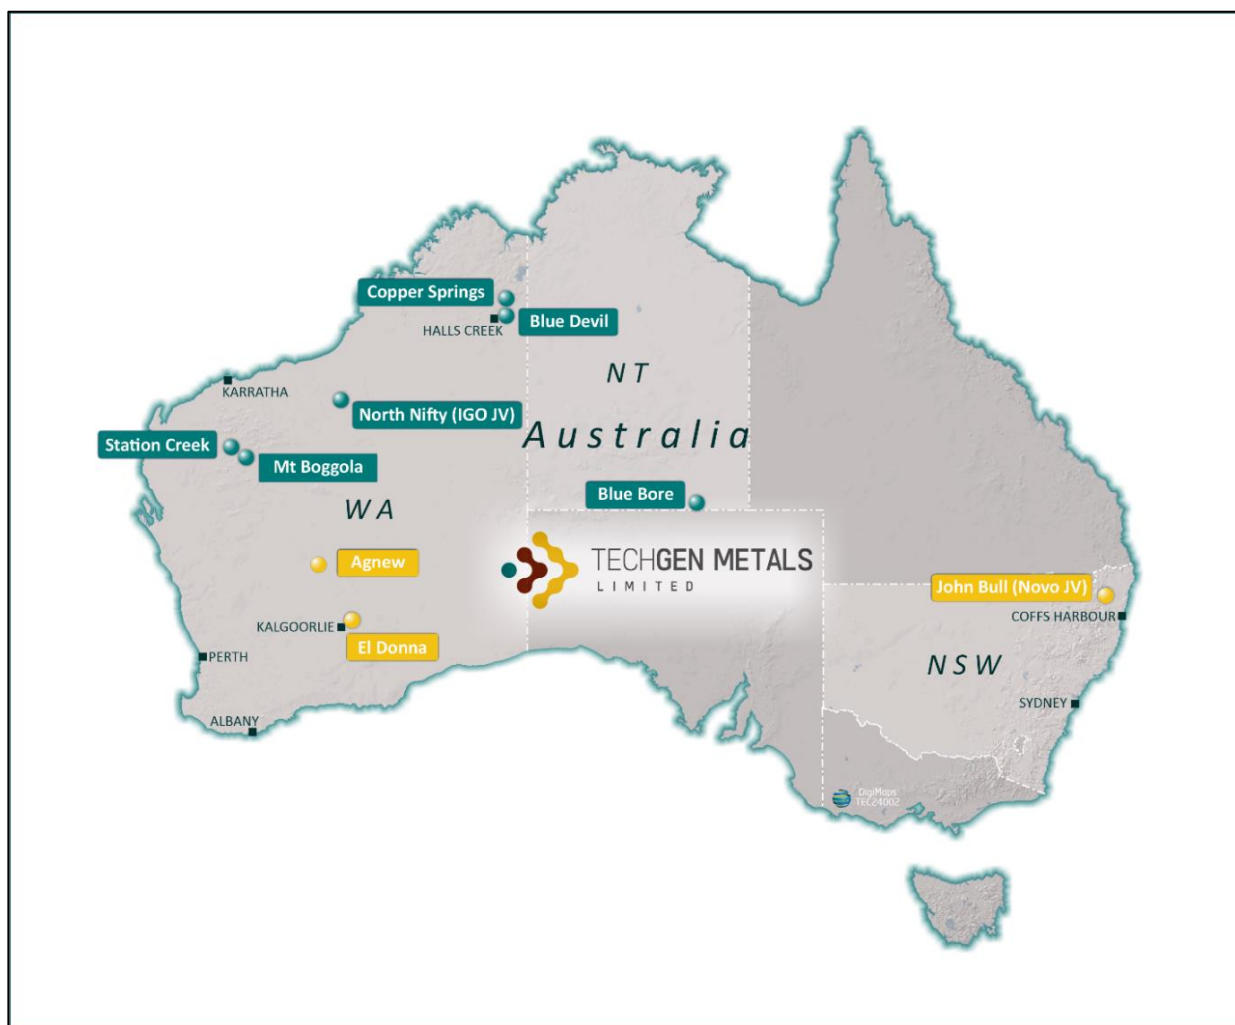 Copper Springs
Blue Devil
HALLS CREEK
NT
KARRATHA
North Nifty (IGO JV)
Australia
Station Creek
Mt Boggola
Blue Bore
WA
TECHGEN METALS
LIMITED
Agnew
John Bull (Novo JV)
COFFS HARBOUR
KALGOORLIE
El Donna
PERTH
NSW
SYDNEY
ALBANY
DigiMaps
TEC24002